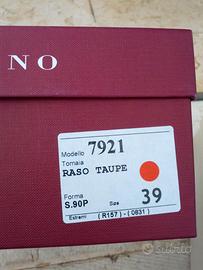 NO
Modello 7921
Tomaia
RASO TAUPE
Forma
S.90P Size 39
Estremi (R157)-(0831)
subito